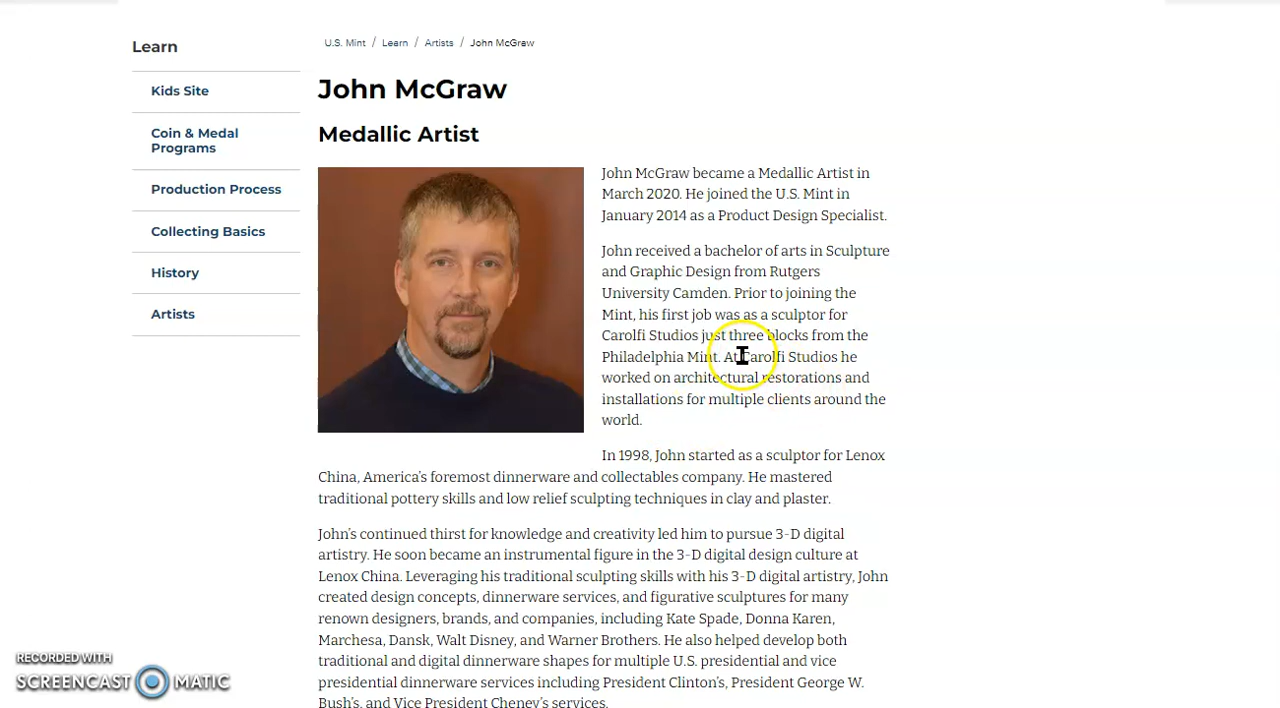 Learn
Kids Site
Coin & Medal
Programs
Production Process
Collecting Basics
History
Artists
U.S. Mint / Learn / Artists / John McGraw
John McGraw
Medallic Artist
John McGraw became a Medallic Artist in
March 2020. He joined the U.S. Mint in
January 2014 as a Product Design Specialist.
John received a bachelor of arts in Sculpture
and Graphic Design from Rutgers
University Camden. Prior to joining the
Mint, his first job was as a sculptor for
Carolfi Studios just three blocks from the
Philadelphia Mint. At Carolfi Studios he
worked on architectural restorations and
installations for multiple clients around the
world.
In 1998, John started as a sculptor for Lenox
China, America's foremost dinnerware and collectables company. He mastered
traditional pottery skills and low relief sculpting techniques in clay and plaster.
John's continued thirst for knowledge and creativity led him to pursue 3-D digital
artistry. He soon became an instrumental figure in the 3-D digital design culture at
Lenox China. Leveraging his traditional sculpting skills with his 3-D digital artistry, John
created design concepts, dinnerware services, and figurative sculptures for many
renown designers, brands, and companies, including Kate Spade, Donna Karen,
Marchesa, Dansk, Walt Disney, and Warner Brothers. He also helped develop both
traditional and digital dinnerware shapes for multiple U.S. presidential and vice
presidential dinnerware services including President Clinton's, President George W.
Bush's, and Vice President Cheney's services.
RECORDED WITH
SCREENCAST MATIC